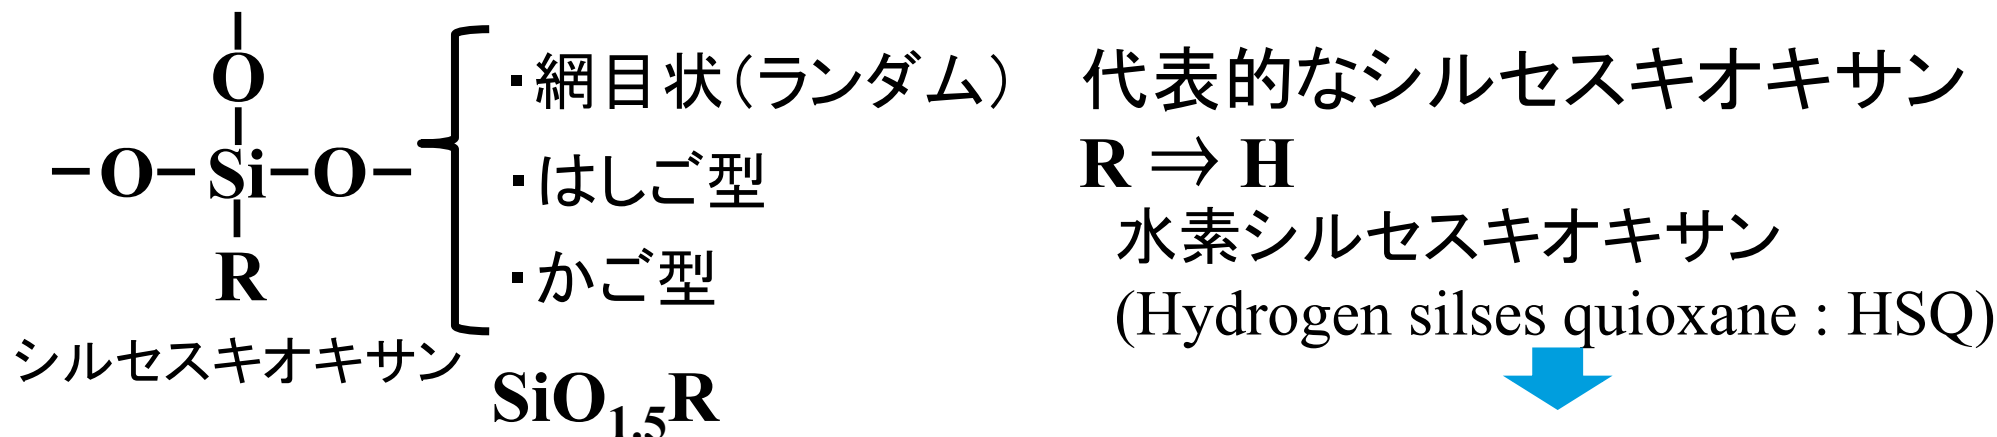 O
-O-Si-O-
R
シルセスキオキサン
・網目状(ランダム)
・はしご型
・かご型
SiO1.5R
代表的なシルセスキオキサン
R ⇒ H
水素シルセスキオキサン
(Hydrogen silses quioxane : HSQ)